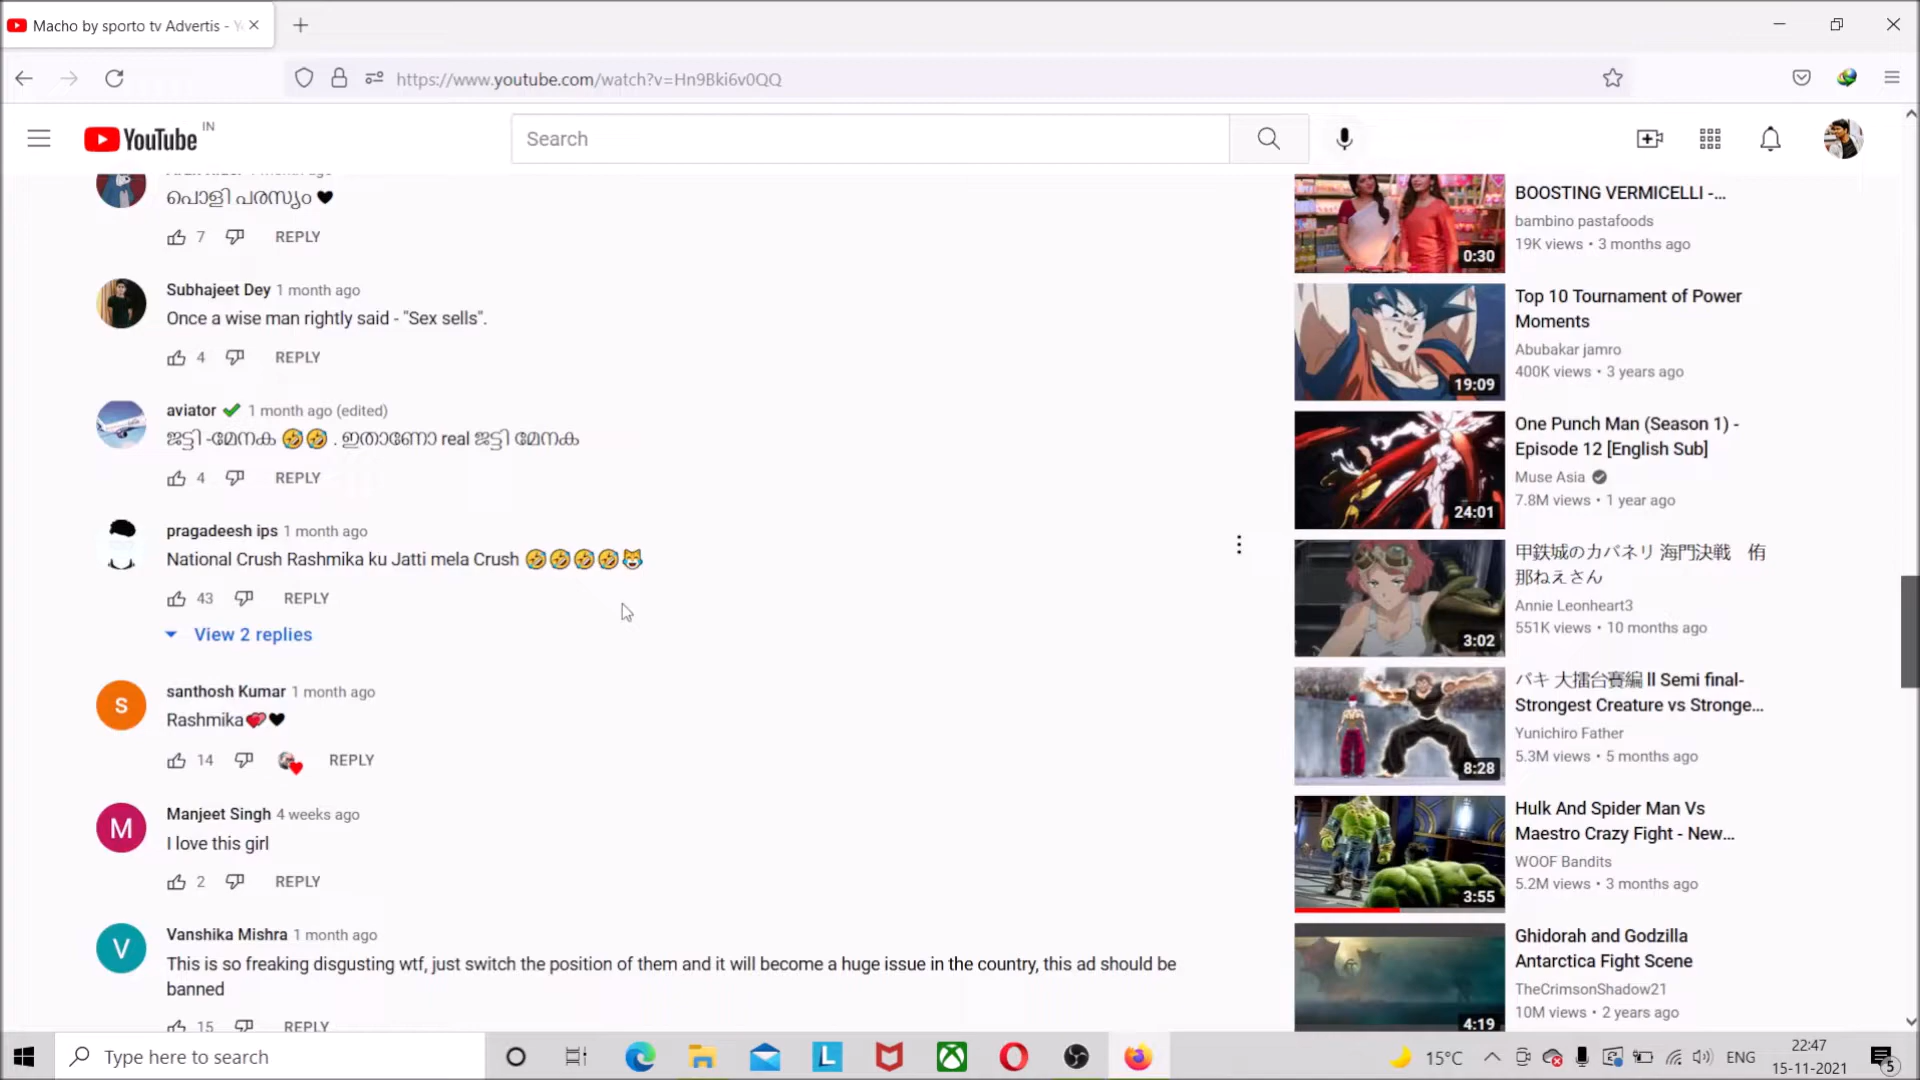 Macho by sporto tv Advertis - Y
https://www.youtube.com/watch?v=Hn9Bki6v0QQ
YouTube IN
Search
പൊളി പരസ്യം 🖤
7 REPLY
Subhajeet Dey 1 month ago
Once a wise man rightly said - "Sex sells".
4 REPLY
aviator ✔ 1 month ago (edited)
ജട്ടി -മേനക 🤣🤣 . ഇതാണോ real ജട്ടി മേനക
4 REPLY
pragadeesh ips 1 month ago
National Crush Rashmika ku Jatti mela Crush 🤣🤣🤣🤣😹
43 REPLY
View 2 replies
S
santhosh Kumar 1 month ago
Rashmika💕🖤
14 REPLY
M
Manjeet Singh 4 weeks ago
I love this girl
2 REPLY
V
Vanshika Mishra 1 month ago
This is so freaking disgusting wtf, just switch the position of them and it will become a huge issue in the country, this ad should be
banned
15 REPLY
BOOSTING VERMICELLI -...
bambino pastafoods
19K views • 3 months ago
0:30
Top 10 Tournament of Power
Moments
Abubakar jamro
400K views • 3 years ago
19:09
One Punch Man (Season 1) -
Episode 12 [English Sub]
Muse Asia
7.8M views • 1 year ago
24:01
甲鉄城のカバネリ 海門決戦 侑
那ねえさん
Annie Leonheart3
551K views • 10 months ago
3:02
バキ 大擂台賽編 ll Semi final-
Strongest Creature vs Stronge...
Yunichiro Father
5.3M views • 5 months ago
8:28
Hulk And Spider Man Vs
Maestro Crazy Fight - New...
WOOF Bandits
5.2M views • 3 months ago
3:55
Ghidorah and Godzilla
Antarctica Fight Scene
TheCrimsonShadow21
10M views • 2 years ago
4:19
Type here to search
L
15°C
ENG
22:47
15-11-2021
5